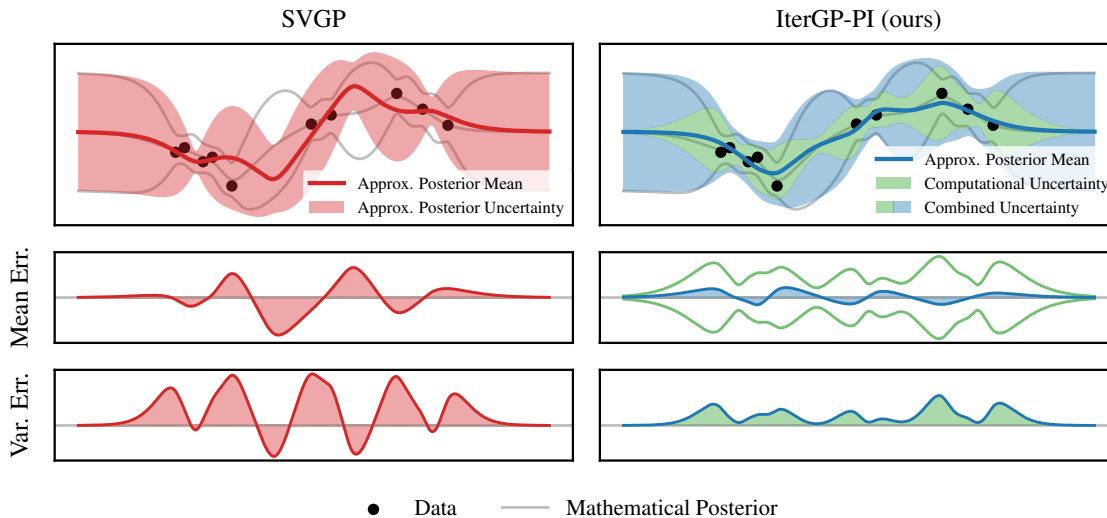 SVGP
IterGP-PI (ours)
Approx. Posterior Mean
Approx. Posterior Uncertainty
Approx. Posterior Mean
Computational Uncertainty
Combined Uncertainty
Mean Err.
Var. Err.
Data
Mathematical Posterior